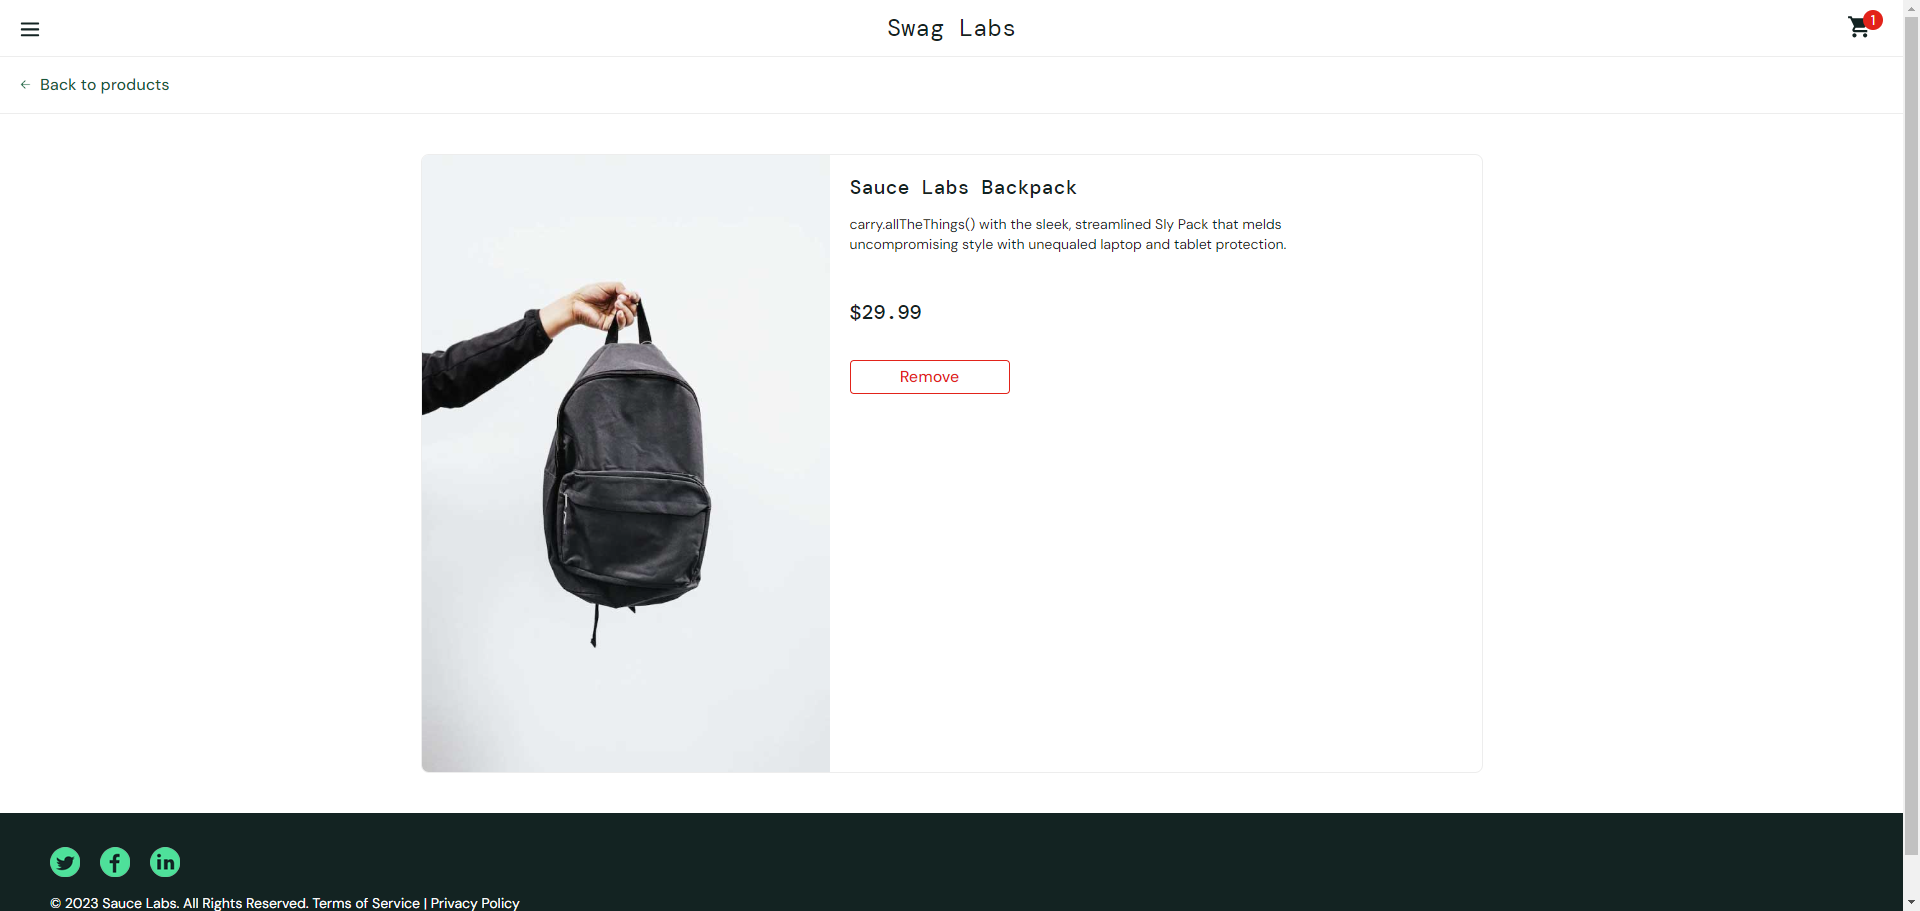 Swag Labs
1
Back to products
Sauce Labs Backpack
carry.allTheThings() with the sleek, streamlined Sly Pack that melds
uncompromising style with unequaled laptop and tablet protection.
$29.99
Remove
© 2023 Sauce Labs. All Rights Reserved. Terms of Service | Privacy Policy